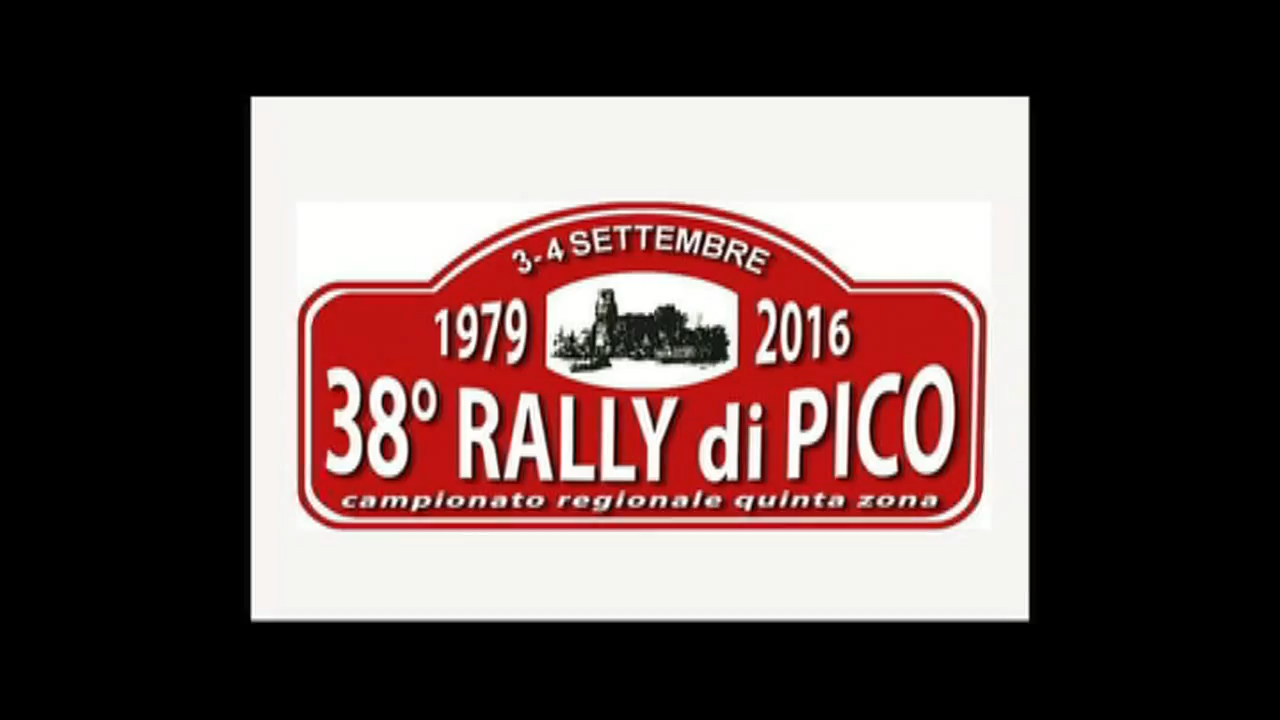 3-4 SETTEMBRE
1979 2016
38° RALLY di PICO
campionato regionale quinta zona